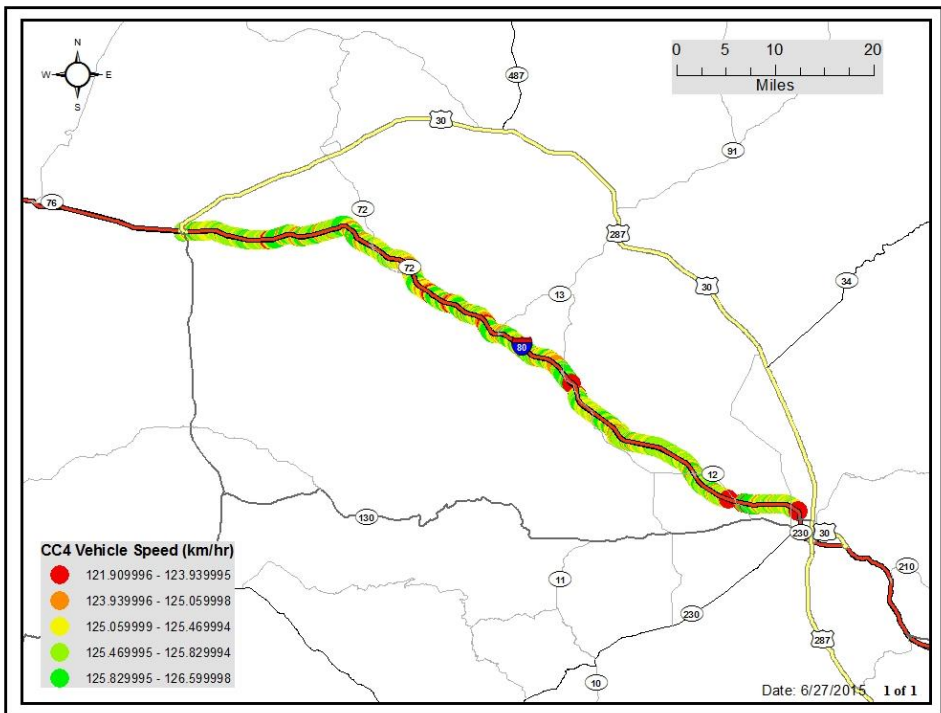 N
W E
S
0 5 10 20
Miles
487
30
91
76
72
287
72
34
30
13
80
12
130
230
30
210
11
230
287
10
CC4 Vehicle Speed (km/hr)
121.909996 - 123.939995
123.939996 - 125.059998
125.059999 - 125.469994
125.469995 - 125.829994
125.829995 - 126.599998
Date: 6/27/2015 1 of 1